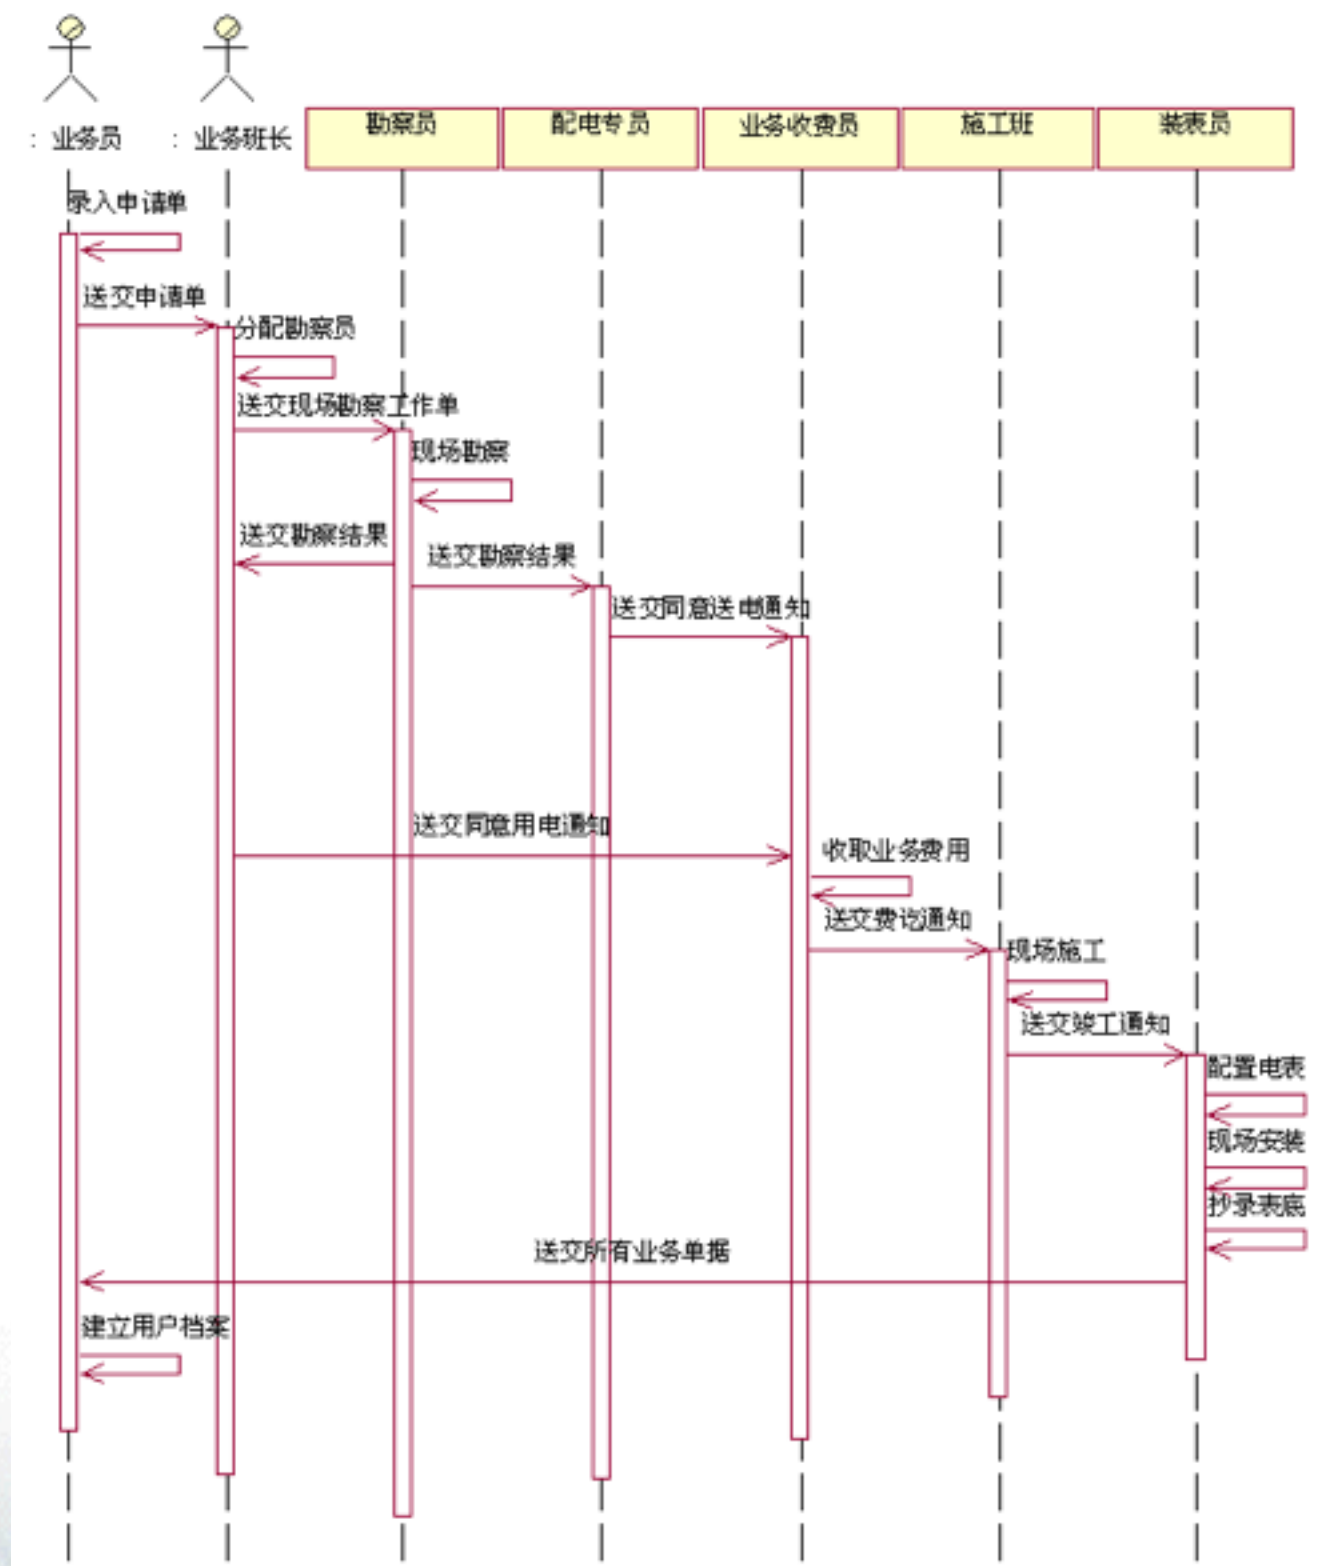 : 业务员
: 业务班长
勘察员
配电专员
业务收费员
施工班
装表员
录入申请单
送交申请单
分配勘察员
送交现场勘察工作单
现场勘察
送交勘察结果
送交勘察结果
送交同意送电通知
送交同意用电通知
收取业务费用
送交费讫通知
现场施工
送交竣工通知
配置电表
现场安装
抄录表底
送交所有业务单据
建立用户档案